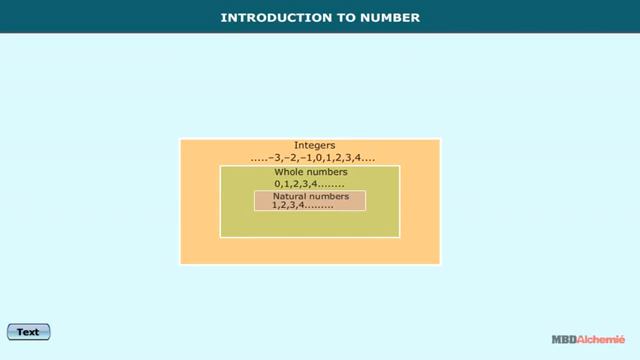 INTRODUCTION TO NUMBER
Integers
.....−3,−2,−1,0,1,2,3,4....
Whole numbers
0,1,2,3,4........
Natural numbers
1,2,3,4.........
Text
MBDAlchemié